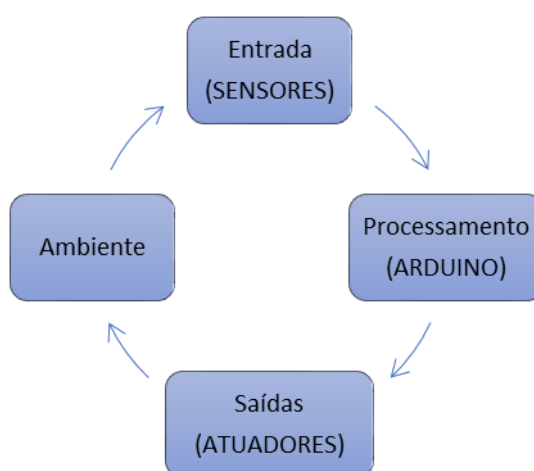 Entrada
(SENSORES)
Ambiente
Processamento
(ARDUINO)
Saídas
(ATUADORES)